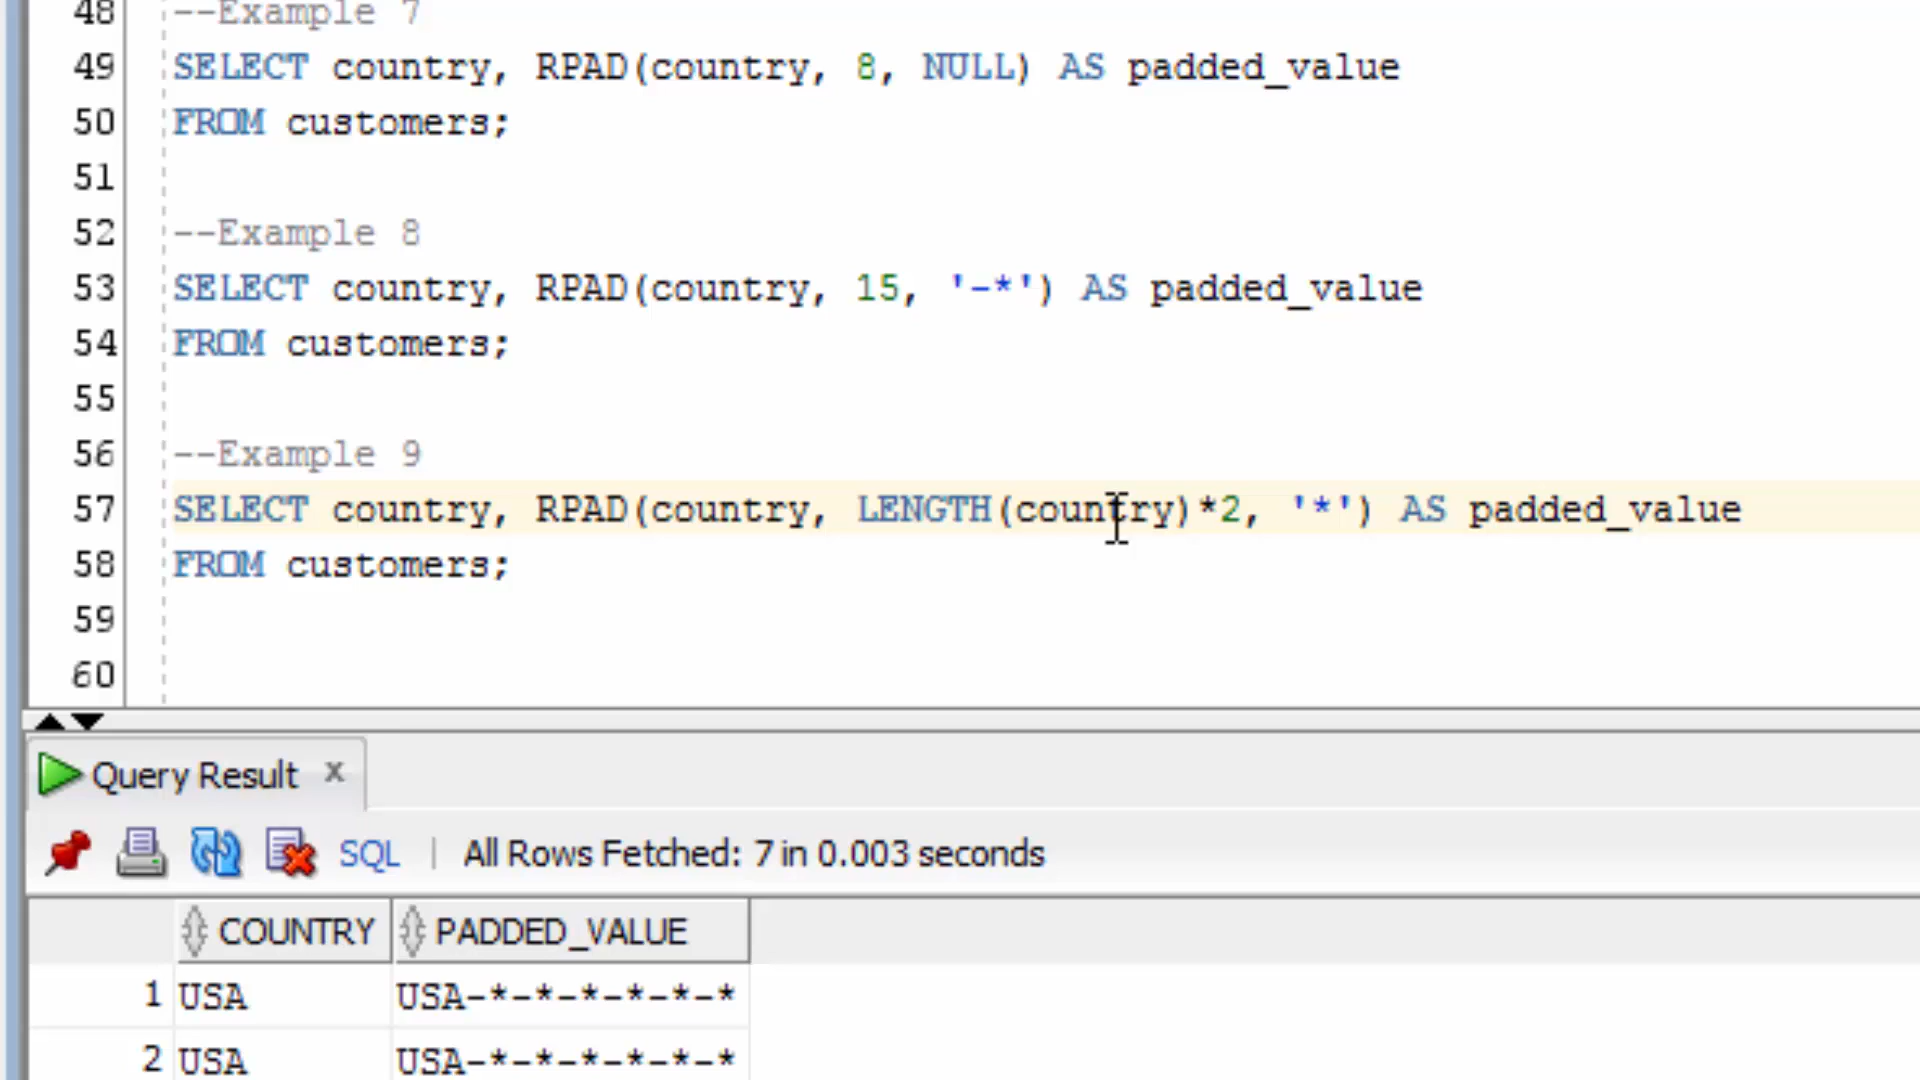 48 --Example 7
49 SELECT country, RPAD(country, 8, NULL) AS padded_value
50 FROM customers;
51
52 --Example 8
53 SELECT country, RPAD(country, 15, '-*') AS padded_value
54 FROM customers;
55
56 --Example 9
57 SELECT country, RPAD(country, LENGTH(country)*2, '*') AS padded_value
58 FROM customers;
59
60
Query Result x
SQL | All Rows Fetched: 7 in 0.003 seconds
COUNTRY PADDED_VALUE
1 USA USA-*-*-*-*-*-*
2 USA USA-*-*-*-*-*-*